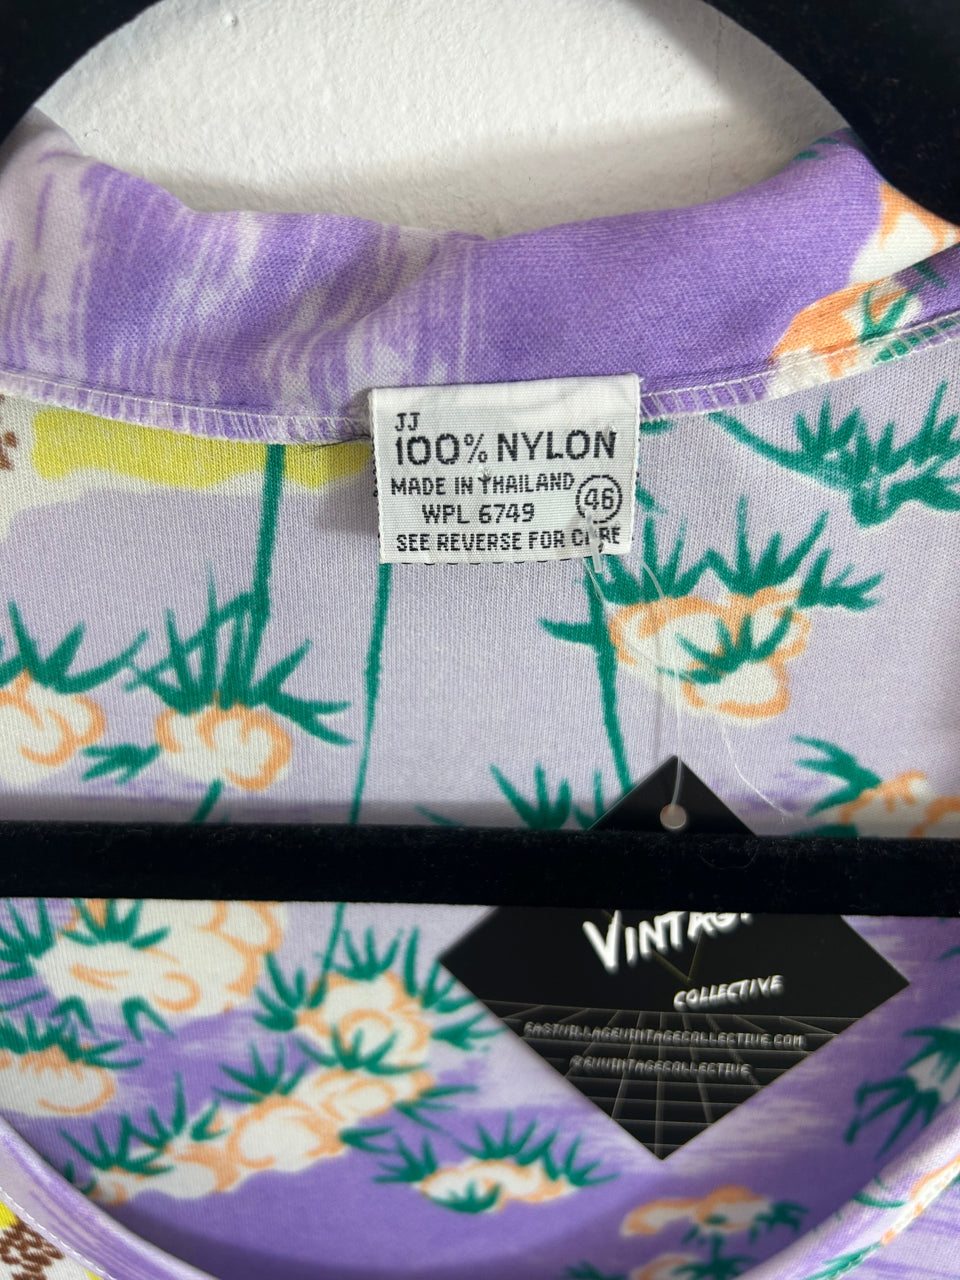 JJ
100% NYLON
MADE IN THAILAND
WPL 6749
46
SEE REVERSE FOR CARE
VINTAGE
COLLECTIVE
EASTVILLAGEVINTAGECOLLECTIVE.COM
@EVVINTAGECOLLECTIVE